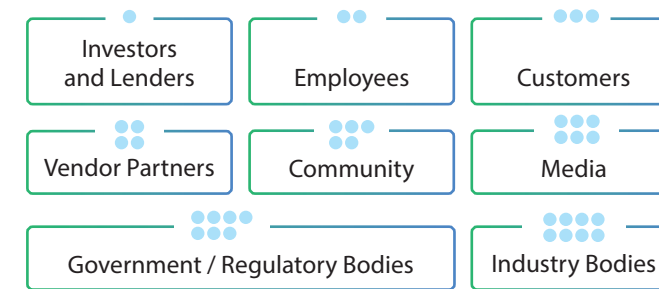 Investors
and Lenders
Employees
Customers
Vendor Partners
Community
Media
Government / Regulatory Bodies
Industry Bodies